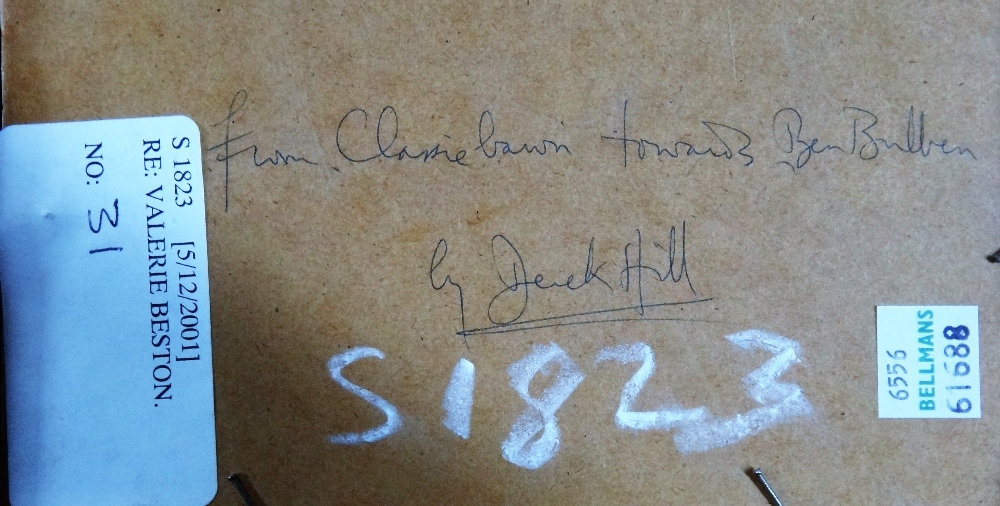 From Classiebawn towards Ben Bulben
by Derek Hill
S1823
S 1823 [5/12/2001]
RE: VALERIE BESTON.
NO: 31
6556
BELLMANS
61688